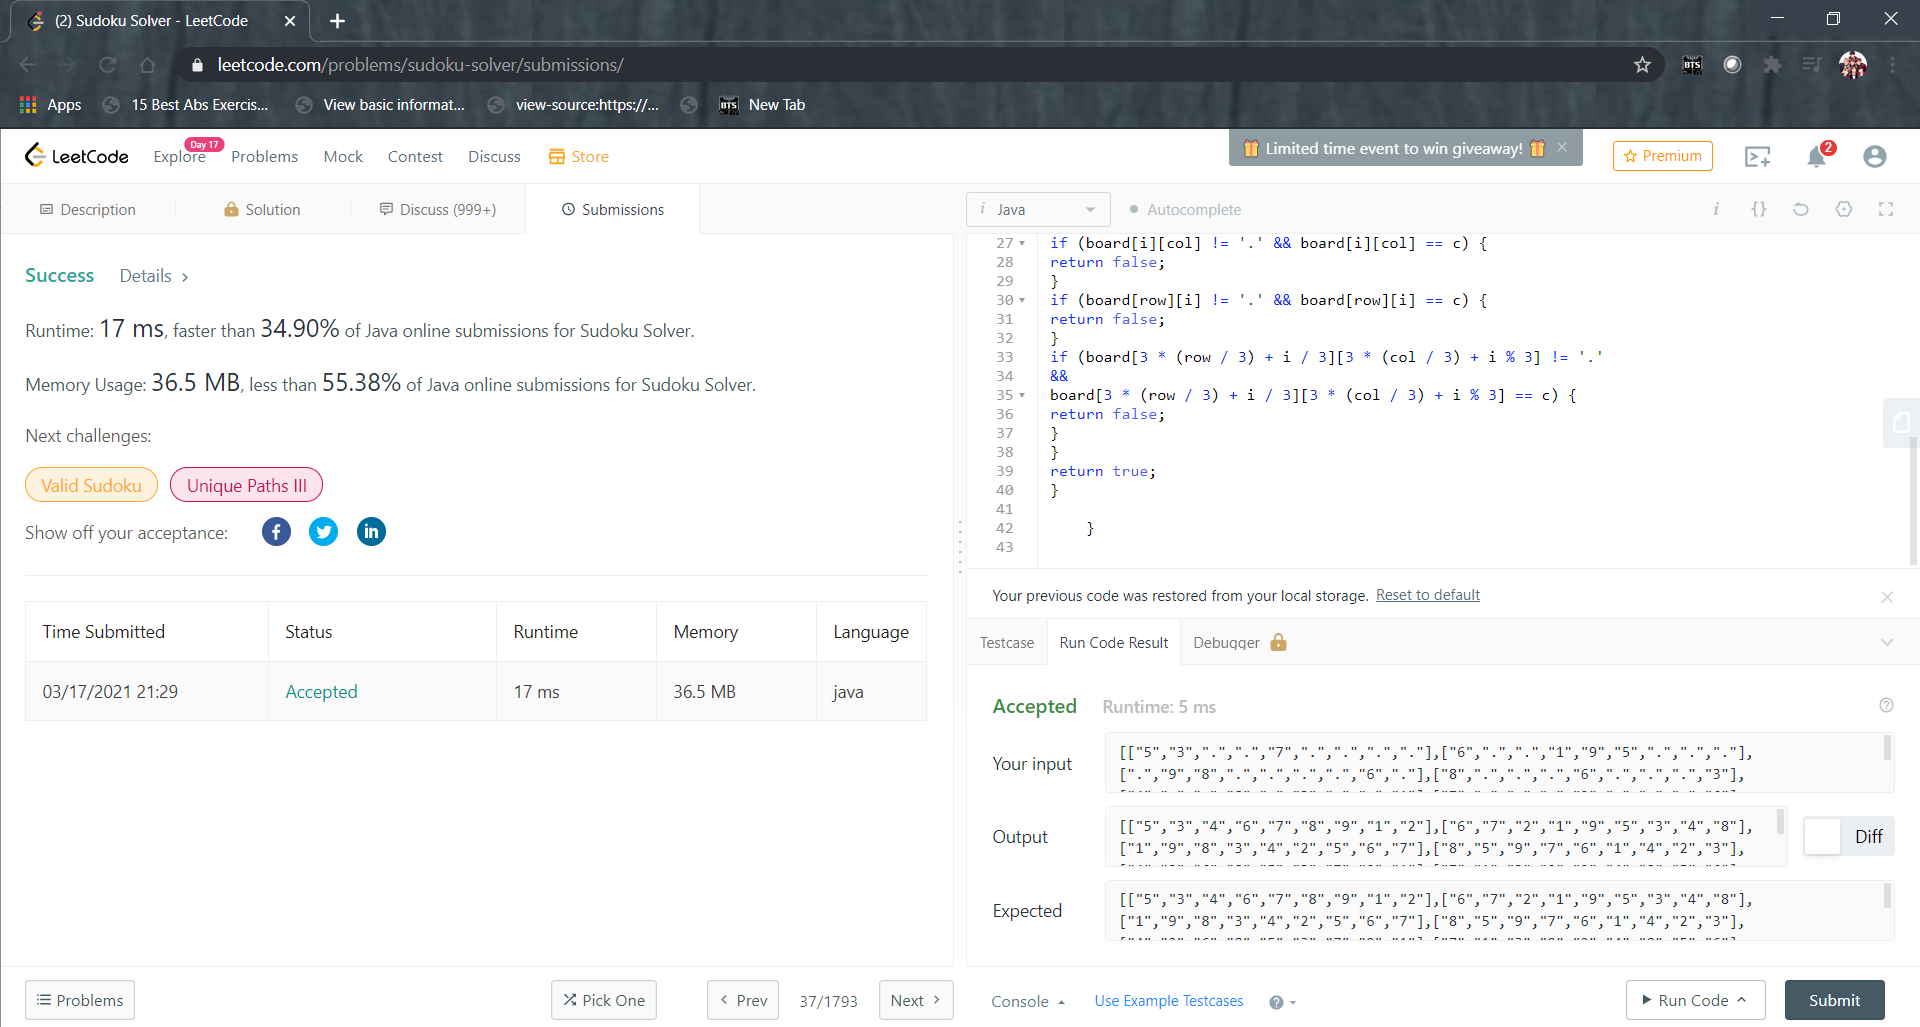 (2) Sudoku Solver - LeetCode
leetcode.com/problems/sudoku-solver/submissions/
BTS
Apps 15 Best Abs Exercis... View basic informat... view-source:https://... BTS New Tab
LeetCode Explore Day 17 Problems Mock Contest Discuss Store Limited time event to win giveaway! Premium 2
Description Solution Discuss (999+) Submissions
Success Details
Runtime: 17 ms, faster than 34.90% of Java online submissions for Sudoku Solver.
Memory Usage: 36.5 MB, less than 55.38% of Java online submissions for Sudoku Solver.
Next challenges:
Valid Sudoku Unique Paths III
Show off your acceptance:
Time Submitted Status Runtime Memory Language
03/17/2021 21:29 Accepted 17 ms 36.5 MB java
Problems Pick One Prev 37/1793 Next
Java Autocomplete
27 if (board[i][col] != '.' && board[i][col] == c) {
28 return false;
29 }
30 if (board[row][i] != '.' && board[row][i] == c) {
31 return false;
32 }
33 if (board[3 * (row / 3) + i / 3][3 * (col / 3) + i % 3] != '.'
34 &&
35 board[3 * (row / 3) + i / 3][3 * (col / 3) + i % 3] == c) {
36 return false;
37 }
38 }
39 return true;
40 }
41
42 }
43
Your previous code was restored from your local storage. Reset to default
Testcase Run Code Result Debugger
Accepted Runtime: 5 ms
Your input
[["5","3",".",".","7",".",".",".","."],["6",".",".","1","9","5",".",".","."],
[".","9","8",".",".",".",".","6","."],["8",".",".",".","6",".",".",".","3"],
Output
[["5","3","4","6","7","8","9","1","2"],["6","7","2","1","9","5","3","4","8"],
["1","9","8","3","4","2","5","6","7"],["8","5","9","7","6","1","4","2","3"],
Diff
Expected
[["5","3","4","6","7","8","9","1","2"],["6","7","2","1","9","5","3","4","8"],
["1","9","8","3","4","2","5","6","7"],["8","5","9","7","6","1","4","2","3"],
Console Use Example Testcases Run Code Submit